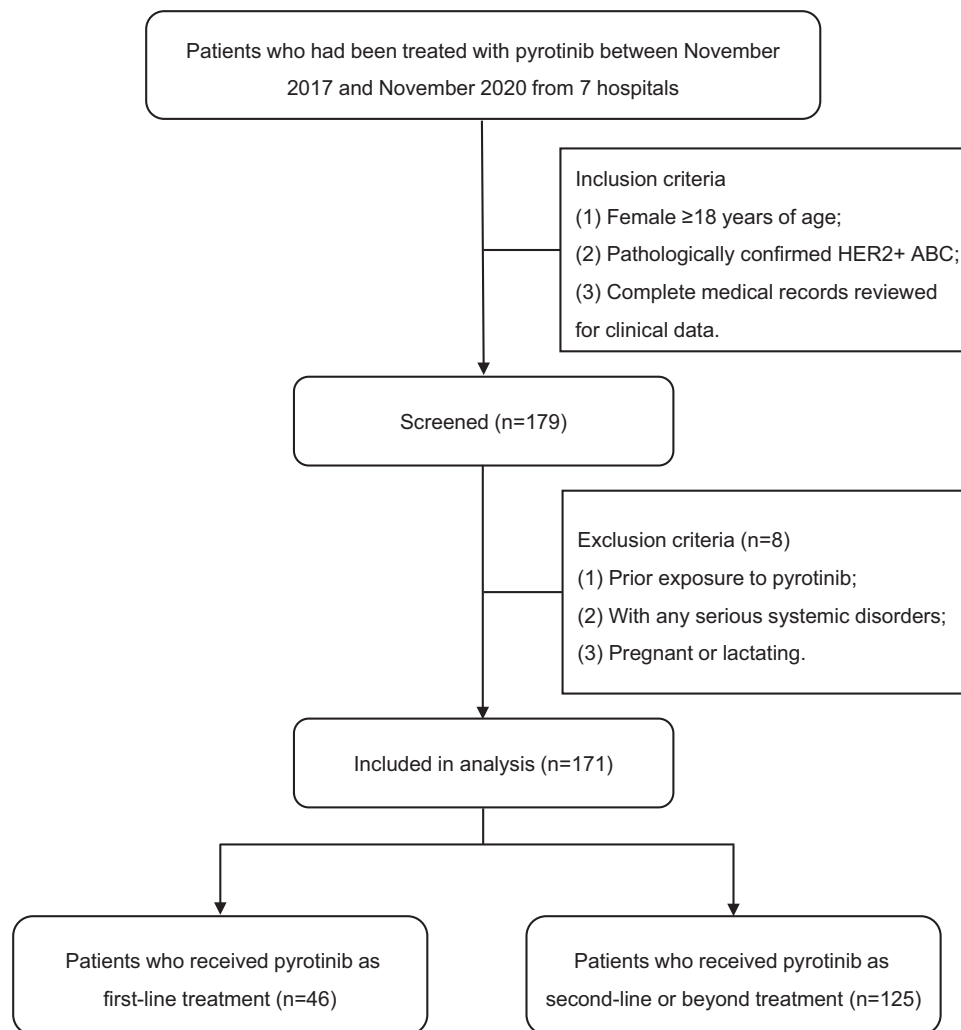 Patients who had been treated with pyrotinib between November
2017 and November 2020 from 7 hospitals
Inclusion criteria
(1) Female ≥18 years of age;
(2) Pathologically confirmed HER2+ ABC;
(3) Complete medical records reviewed
for clinical data.
Screened (n=179)
Exclusion criteria (n=8)
(1) Prior exposure to pyrotinib;
(2) With any serious systemic disorders;
(3) Pregnant or lactating.
Included in analysis (n=171)
Patients who received pyrotinib as
first-line treatment (n=46)
Patients who received pyrotinib as
second-line or beyond treatment (n=125)